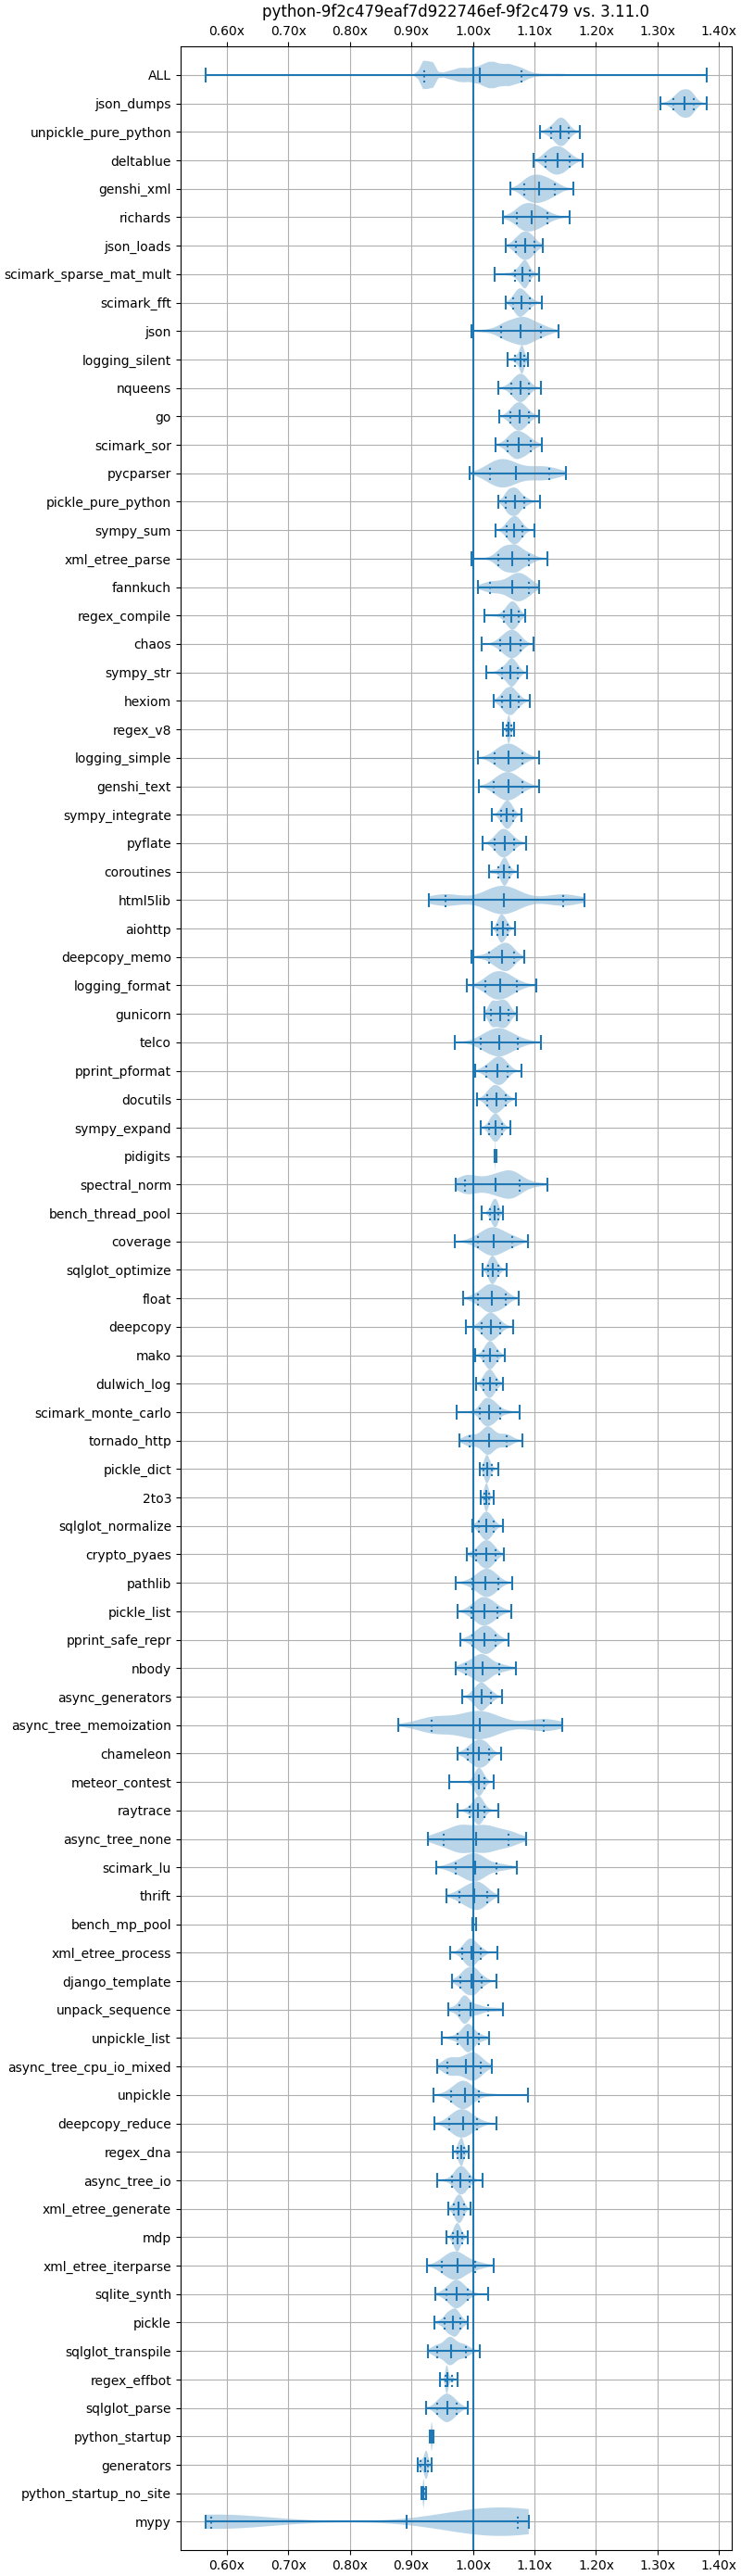 python-9f2c479eaf7d922746ef-9f2c479 vs. 3.11.0
0.60x 0.70x 0.80x 0.90x 1.00x 1.10x 1.20x 1.30x 1.40x
ALL
json_dumps
unpickle_pure_python
deltablue
genshi_xml
richards
json_loads
scimark_sparse_mat_mult
scimark_fft
json
logging_silent
nqueens
go
scimark_sor
pycparser
pickle_pure_python
sympy_sum
xml_etree_parse
fannkuch
regex_compile
chaos
sympy_str
hexiom
regex_v8
logging_simple
genshi_text
sympy_integrate
pyflate
coroutines
html5lib
aiohttp
deepcopy_memo
logging_format
gunicorn
telco
pprint_pformat
docutils
sympy_expand
pidigits
spectral_norm
bench_thread_pool
coverage
sqlglot_optimize
float
deepcopy
mako
dulwich_log
scimark_monte_carlo
tornado_http
pickle_dict
2to3
sqlglot_normalize
crypto_pyaes
pathlib
pickle_list
pprint_safe_repr
nbody
async_generators
async_tree_memoization
chameleon
meteor_contest
raytrace
async_tree_none
scimark_lu
thrift
bench_mp_pool
xml_etree_process
django_template
unpack_sequence
unpickle_list
async_tree_cpu_io_mixed
unpickle
deepcopy_reduce
regex_dna
async_tree_io
xml_etree_generate
mdp
xml_etree_iterparse
sqlite_synth
pickle
sqlglot_transpile
regex_effbot
sqlglot_parse
python_startup
generators
python_startup_no_site
mypy
0.60x 0.70x 0.80x 0.90x 1.00x 1.10x 1.20x 1.30x 1.40x